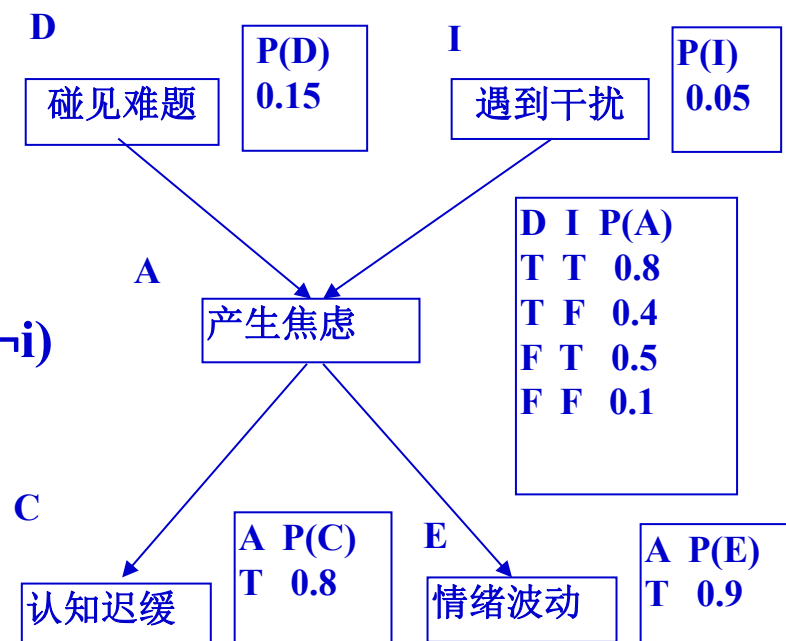 D
P(D)
0.15
碰见难题
I
P(I)
0.05
遇到干扰
D I P(A)
T T 0.8
T F 0.4
F T 0.5
F F 0.1
A
产生焦虑
¬i)
C
A P(C)
T 0.8
认知迟缓
E
A P(E)
T 0.9
情绪波动